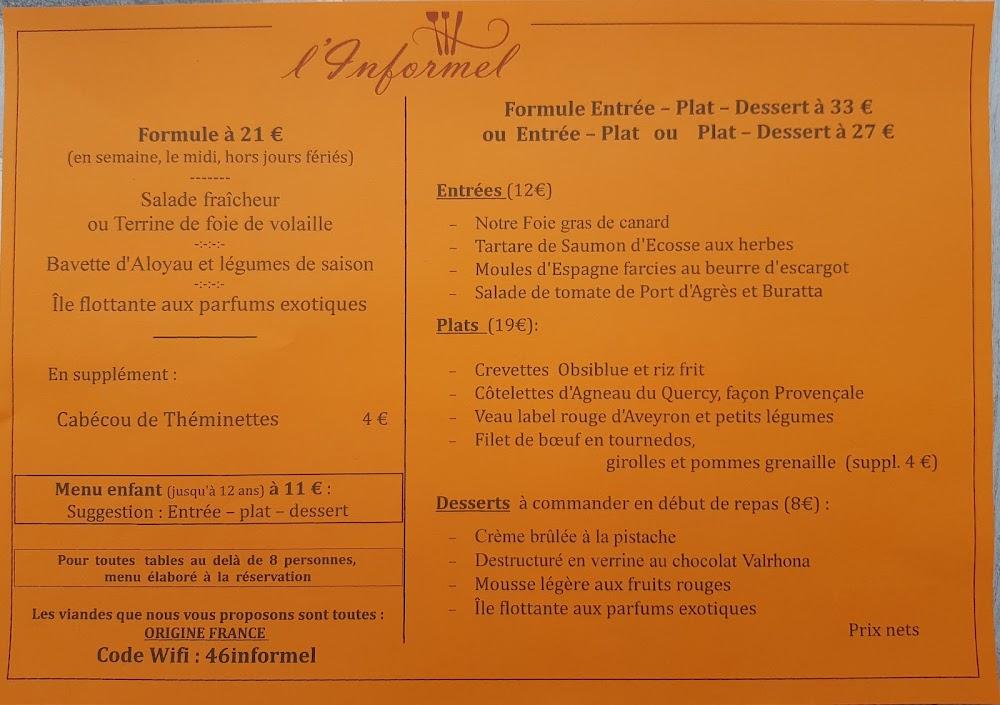 l'Informel
Formule à 21 €
(en semaine, le midi, hors jours fériés)
-------
Salade fraîcheur
ou Terrine de foie de volaille
-:-:-:-
Bavette d'Aloyau et légumes de saison
-:-:-:-
Île flottante aux parfums exotiques
En supplément :
Cabécou de Théminettes 4 €
Menu enfant (jusqu'à 12 ans) à 11 € :
Suggestion : Entrée – plat – dessert
Pour toutes tables au delà de 8 personnes,
menu élaboré à la réservation
Les viandes que nous vous proposons sont toutes :
ORIGINE FRANCE
Code Wifi : 46informel
Formule Entrée – Plat – Dessert à 33 €
ou Entrée – Plat ou Plat – Dessert à 27 €
Entrées (12€)
– Notre Foie gras de canard
– Tartare de Saumon d'Ecosse aux herbes
– Moules d'Espagne farcies au beurre d'escargot
– Salade de tomate de Port d'Agrès et Buratta
Plats (19€):
– Crevettes Obsiblue et riz frit
– Côtelettes d'Agneau du Quercy, façon Provençale
– Veau label rouge d'Aveyron et petits légumes
– Filet de bœuf en tournedos,
girolles et pommes grenaille (suppl. 4 €)
Desserts à commander en début de repas (8€) :
– Crème brûlée à la pistache
– Destructuré en verrine au chocolat Valrhona
– Mousse légère aux fruits rouges
– Île flottante aux parfums exotiques
Prix nets